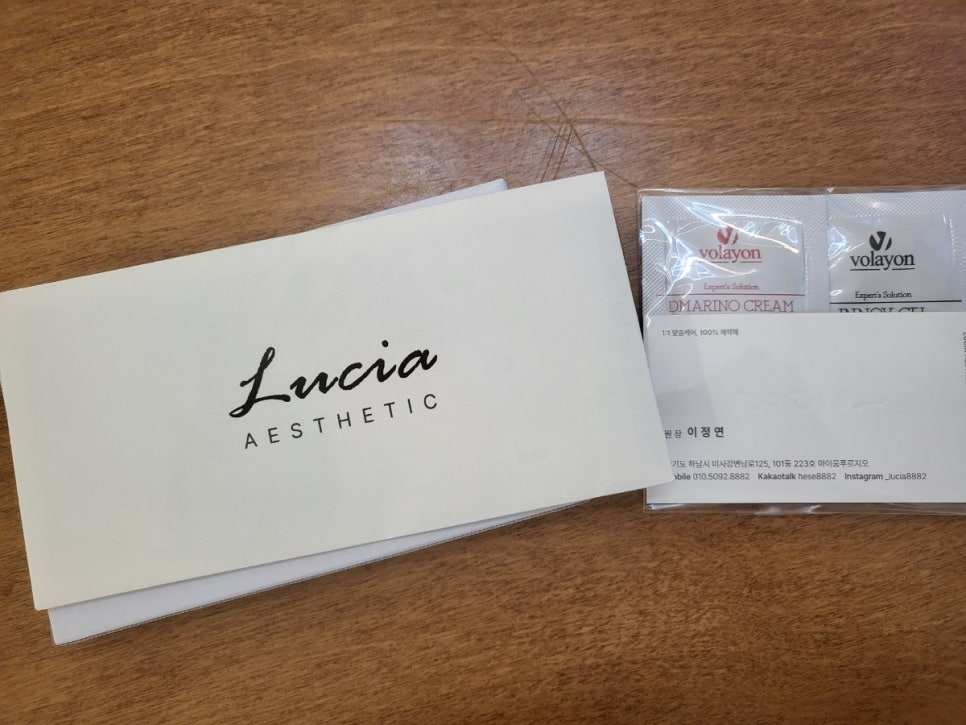 Lucia
AESTHETIC
volayon
Expert's Solution
DMARINO CREAM
volayon
Expert's Solution
1:1 맞춤케어, 100% 예약제
원장 이정연
기도 하남시 미사강변남로125, 101동 223호 마이움푸르지오
obile 010.5092.8882 Kakaotalk hese8882 Instagram _lucia8882